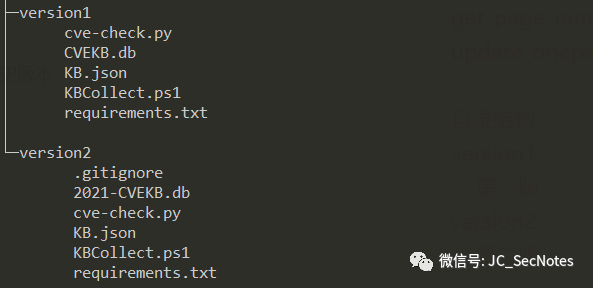 version1
cve-check.py
CVEKB.db
KB.json
KBCollect.ps1
requirements.txt
version2
.gitignore
2021-CVEKB.db
cve-check.py
KB.json
KBCollect.ps1
requirements.txt
微信号: JC_SecNotes